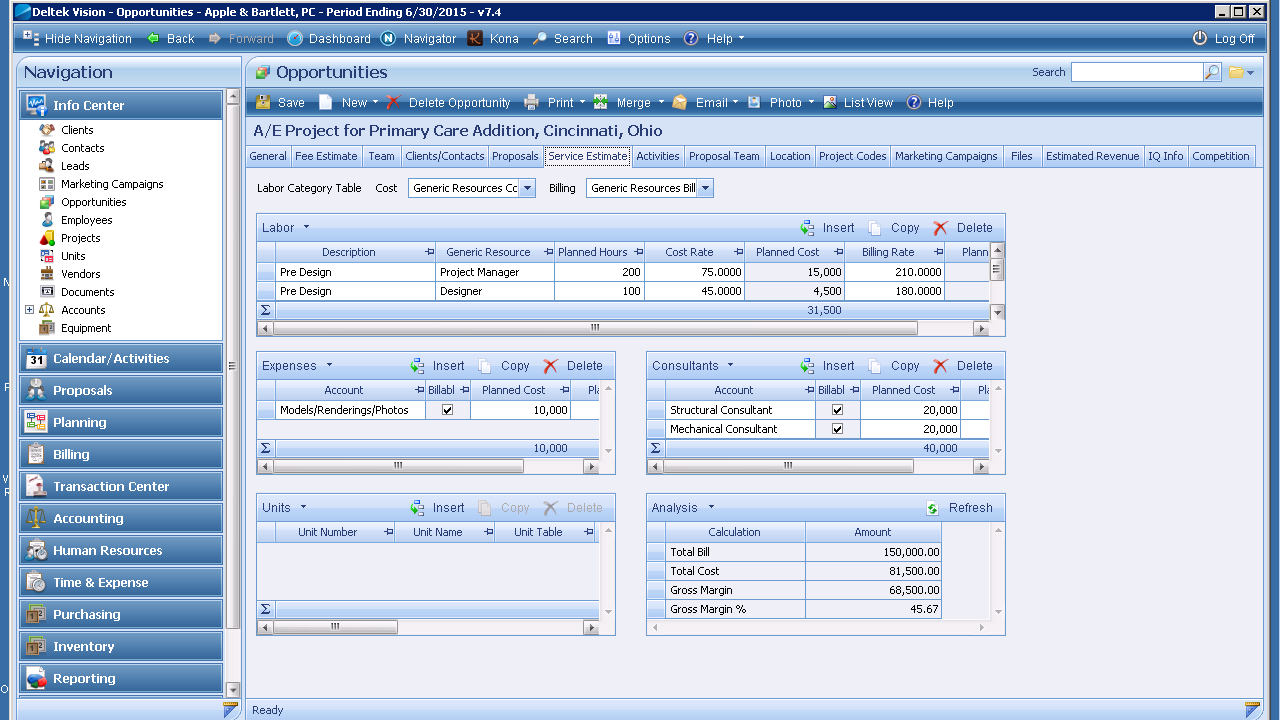 Deltek Vision - Opportunities - Apple & Bartlett, PC - Period Ending 6/30/2015 - v7.4
Hide Navigation Back Forward Dashboard Navigator Kona Search Options Help Log Off
Navigation
Opportunities
Search
Info Center
Clients
Contacts
Leads
Marketing Campaigns
Opportunities
Employees
Projects
Units
Vendors
Documents
Accounts
Equipment
31 Calendar/Activities
Proposals
Planning
Billing
Transaction Center
Accounting
Human Resources
Time & Expense
Purchasing
Inventory
Reporting
Save New Delete Opportunity Print Merge Email Photo List View Help
A/E Project for Primary Care Addition, Cincinnati, Ohio
General Fee Estimate Team Clients/Contacts Proposals Service Estimate Activities Proposal Team Location Project Codes Marketing Campaigns Files Estimated Revenue IQ Info Competition
Labor Category Table Cost Generic Resources Cc Billing Generic Resources Bill
Labor Insert Copy Delete
Description Generic Resource Planned Hours Cost Rate Planned Cost Billing Rate Plann
Pre Design Project Manager 200 75.0000 15,000 210.0000
Pre Design Designer 100 45.0000 4,500 180.0000
Σ 31,500
Expenses Insert Copy Delete
Account Billabl Planned Cost Pla
Models/Renderings/Photos 10,000
Σ 10,000
Consultants Insert Copy Delete
Account Billabl Planned Cost Pla
Structural Consultant 20,000
Mechanical Consultant 20,000
Σ 40,000
Units Insert Copy Delete
Unit Number Unit Name Unit Table
Σ
Analysis Refresh
Calculation Amount
Total Bill 150,000.00
Total Cost 81,500.00
Gross Margin 68,500.00
Gross Margin % 45.67
Ready